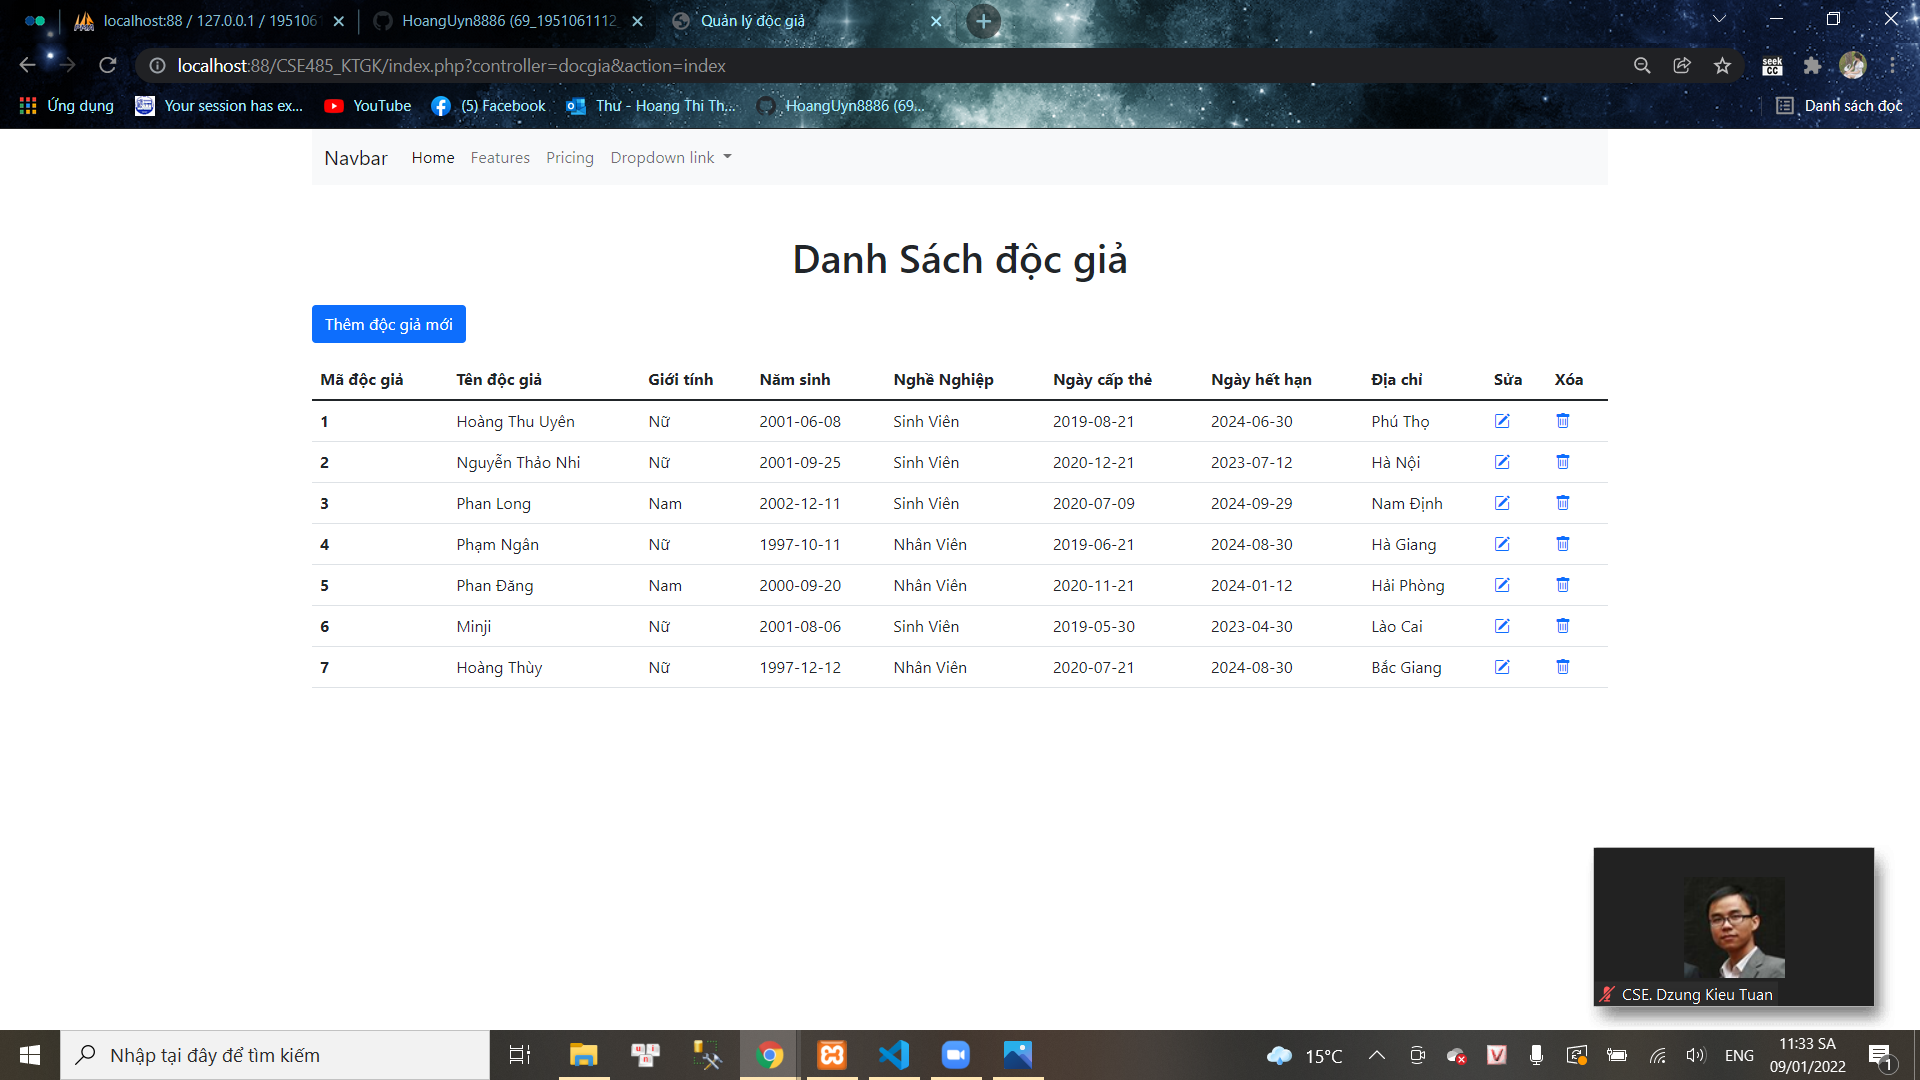 localhost:88 / 127.0.0.1 / 195106
HoangUyn8886 (69_1951061112_
Quản lý độc giả
localhost:88/CSE485_KTGK/index.php?controller=docgia&action=index
seek CC
Ứng dụng
Your session has ex...
YouTube
(5) Facebook
Thư - Hoang Thi Th...
HoangUyn8886 (69...
Danh sách đọc
Navbar Home Features Pricing Dropdown link
Danh Sách độc giả
Thêm độc giả mới
Mã độc giả Tên độc giả Giới tính Năm sinh Nghề Nghiệp Ngày cấp thẻ Ngày hết hạn Địa chỉ Sửa Xóa
1 Hoàng Thu Uyên Nữ 2001-06-08 Sinh Viên 2019-08-21 2024-06-30 Phú Thọ
2 Nguyễn Thảo Nhi Nữ 2001-09-25 Sinh Viên 2020-12-21 2023-07-12 Hà Nội
3 Phan Long Nam 2002-12-11 Sinh Viên 2020-07-09 2024-09-29 Nam Định
4 Phạm Ngân Nữ 1997-10-11 Nhân Viên 2019-06-21 2024-08-30 Hà Giang
5 Phan Đăng Nam 2000-09-20 Nhân Viên 2020-11-21 2024-01-12 Hải Phòng
6 Minji Nữ 2001-08-06 Sinh Viên 2019-05-30 2023-04-30 Lào Cai
7 Hoàng Thùy Nữ 1997-12-12 Nhân Viên 2020-07-21 2024-08-30 Bắc Giang
CSE. Dzung Kieu Tuan
Nhập tại đây để tìm kiếm
15°C
ENG
11:33 SA
09/01/2022
1